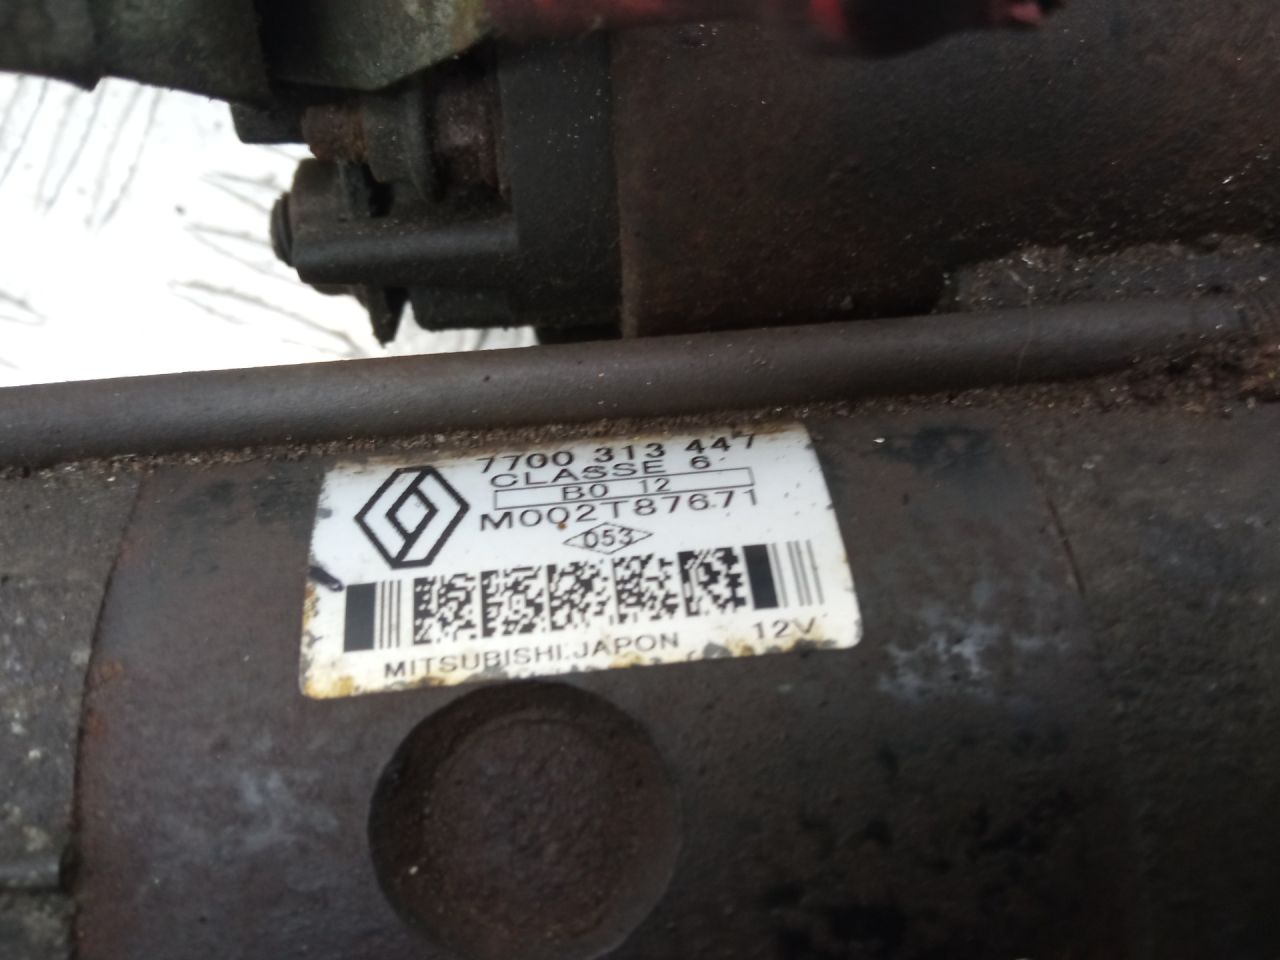 7700 313 447
CLASSE 6
B0 12
M002T87671
053
MITSUBISHI.JAPON 12V